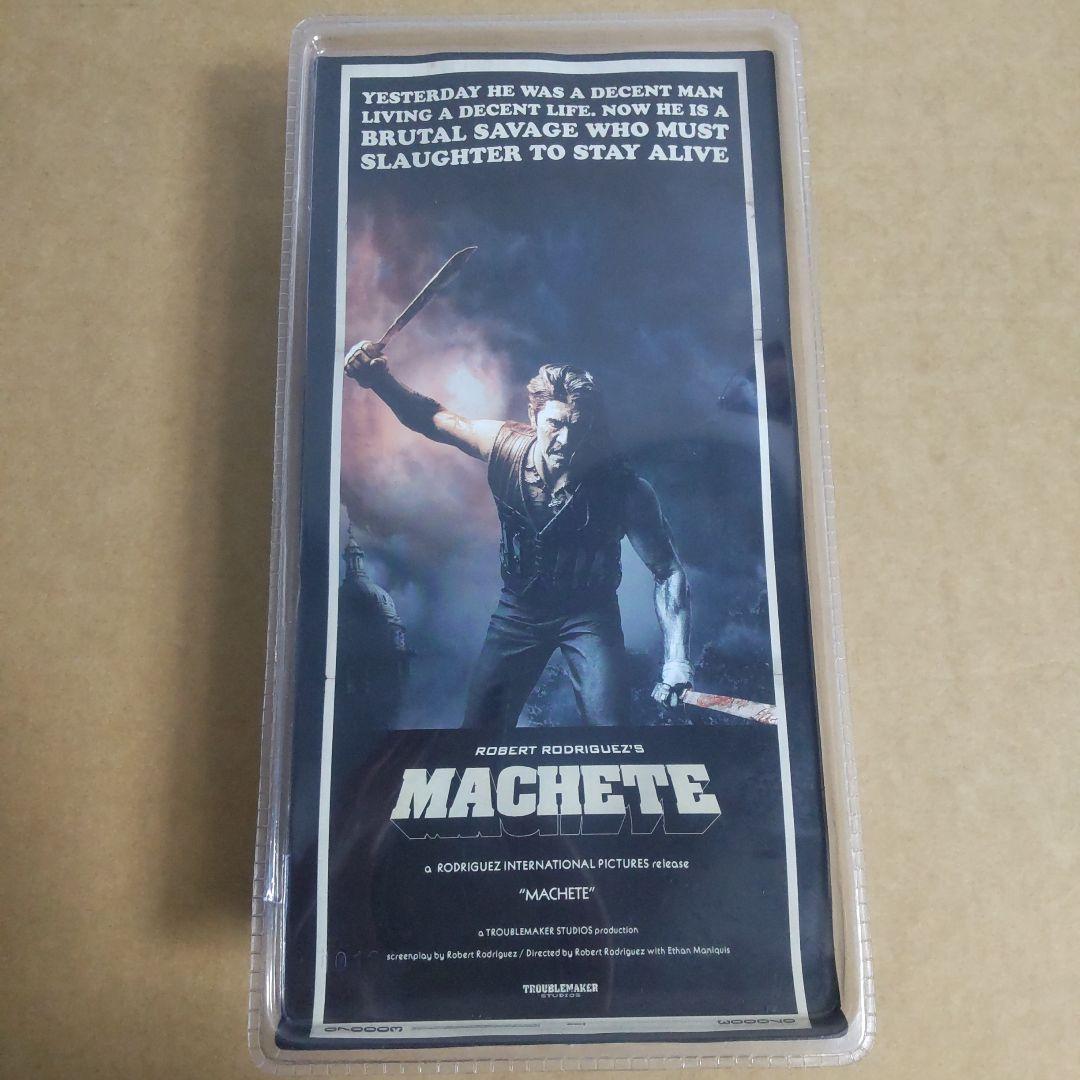 YESTERDAY HE WAS A DECENT MAN
LIVING A DECENT LIFE. NOW HE IS A
BRUTAL SAVAGE WHO MUST
SLAUGHTER TO STAY ALIVE
ROBERT RODRIGUEZ'S
MACHETE
a RODRIGUEZ INTERNATIONAL PICTURES release
"MACHETE"
a TROUBLEMAKER STUDIOS production
screenplay by Robert Rodriguez / Directed by Robert Rodriguez with Ethan Maniquis
TROUBLEMAKER
STUDIOS